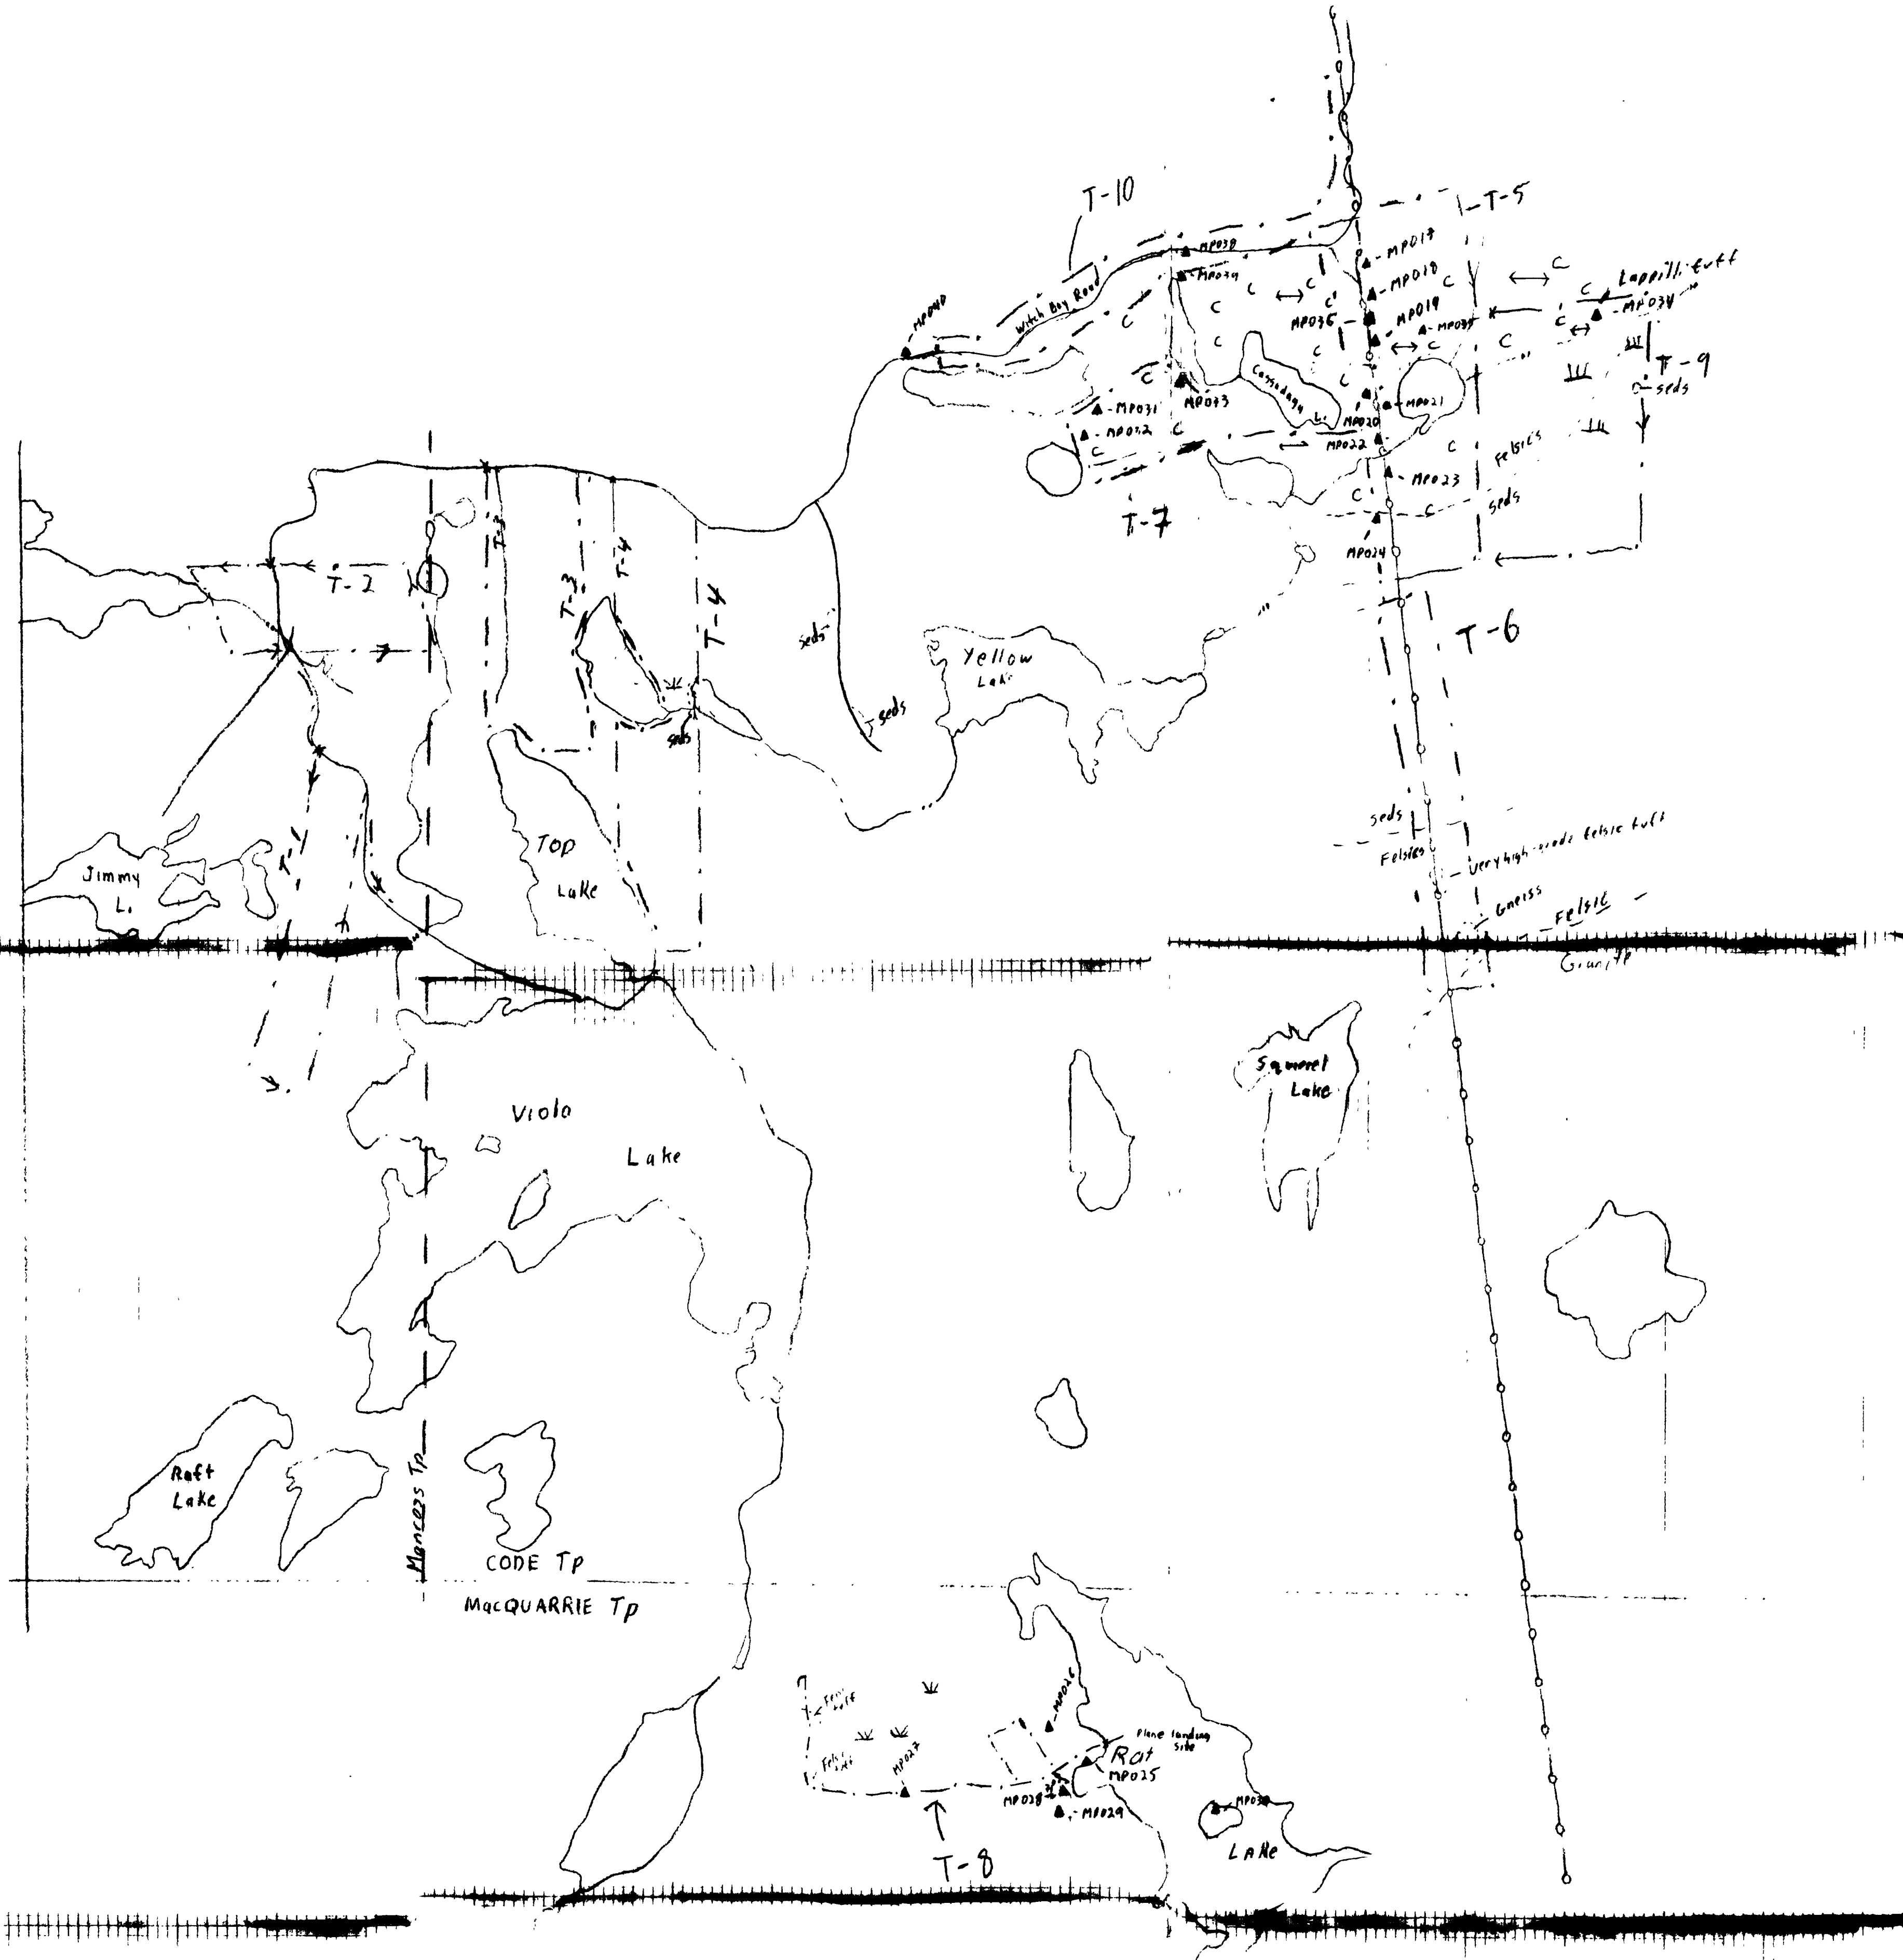 T-10
T-5
MP038
MP039
MP017
MP018
MP019
MP036
MP035
C
Lappilli tuff
MP034
Witch Bay Road
MP040
T-9
seds
MP031
MP032
MP033
Cassadaga
L.
MP020
MP021
MP022
MP023
MP024
Felsics
seds
T-7
T-2
T-3
T-3
T-4
T-4
seds
seds
seds
Yellow
Lake
T-6
Top
Lake
Jimmy
L.
seds
Felsics
Very high-grade felsic tuff
Gneiss
Felsic
Granite
Squirrel
Lake
Viola
Lake
Raft
Lake
Tp
CODE Tp
MacQUARRIE Tp
MP026
MP027
Plane landing
site
Rat
MP025
MP028
MP029
Lake
T-8